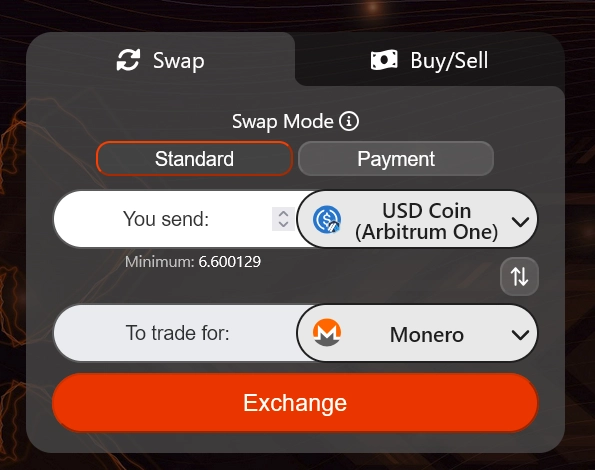 Swap
Buy/Sell
Swap Mode
Standard
Payment
You send:
USD Coin
(Arbitrum One)
Minimum: 6.600129
To trade for:
Monero
Exchange